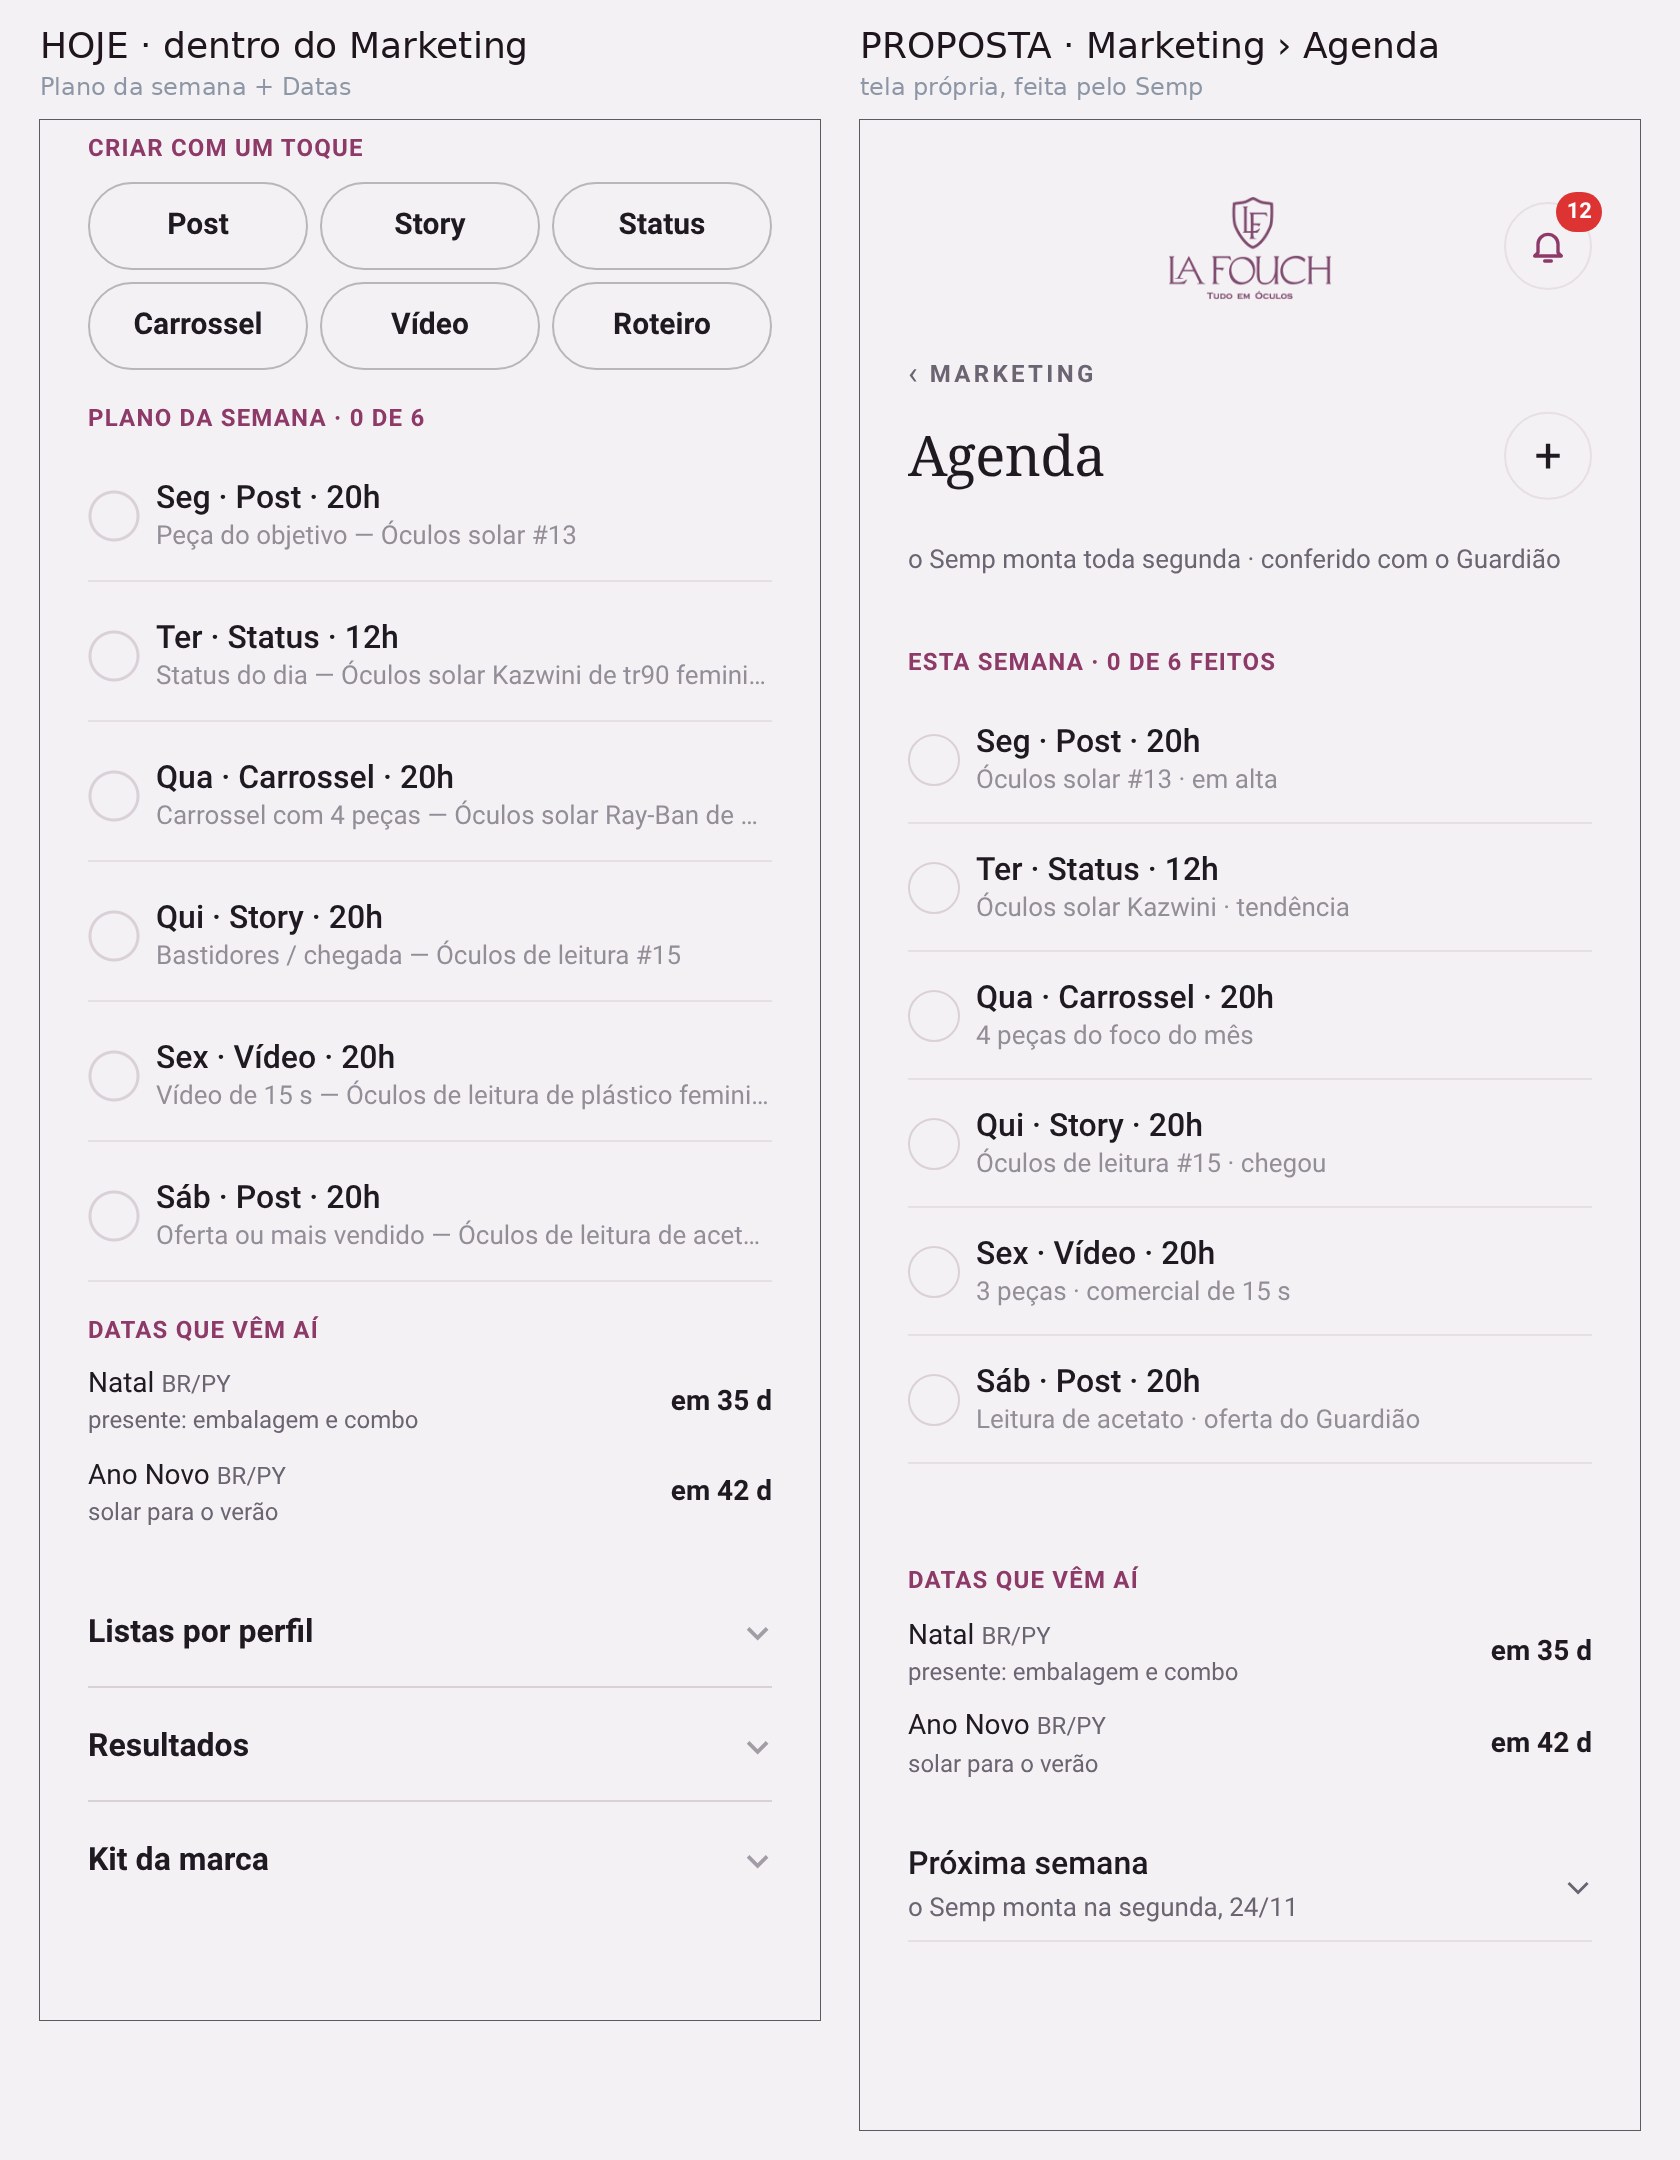 HOJE · dentro do Marketing
Plano da semana + Datas
CRIAR COM UM TOQUE
Post
Story
Status
Carrossel
Vídeo
Roteiro
PLANO DA SEMANA · 0 DE 6
Seg · Post · 20h
Peça do objetivo — Óculos solar #13
Ter · Status · 12h
Status do dia — Óculos solar Kazwini de tr90 femini...
Qua · Carrossel · 20h
Carrossel com 4 peças — Óculos solar Ray-Ban de ...
Qui · Story · 20h
Bastidores / chegada — Óculos de leitura #15
Sex · Vídeo · 20h
Vídeo de 15 s — Óculos de leitura de plástico femini...
Sáb · Post · 20h
Oferta ou mais vendido — Óculos de leitura de acet...
DATAS QUE VÊM AÍ
Natal BR/PY
presente: embalagem e combo
em 35 d
Ano Novo BR/PY
solar para o verão
em 42 d
Listas por perfil
Resultados
Kit da marca
PROPOSTA · Marketing › Agenda
tela própria, feita pelo Semp
LF
LA FOUCH
TUDO EM ÓCULOS
12
‹ MARKETING
Agenda
+
o Semp monta toda segunda · conferido com o Guardião
ESTA SEMANA · 0 DE 6 FEITOS
Seg · Post · 20h
Óculos solar #13 · em alta
Ter · Status · 12h
Óculos solar Kazwini · tendência
Qua · Carrossel · 20h
4 peças do foco do mês
Qui · Story · 20h
Óculos de leitura #15 · chegou
Sex · Vídeo · 20h
3 peças · comercial de 15 s
Sáb · Post · 20h
Leitura de acetato · oferta do Guardião
DATAS QUE VÊM AÍ
Natal BR/PY
presente: embalagem e combo
em 35 d
Ano Novo BR/PY
solar para o verão
em 42 d
Próxima semana
o Semp monta na segunda, 24/11